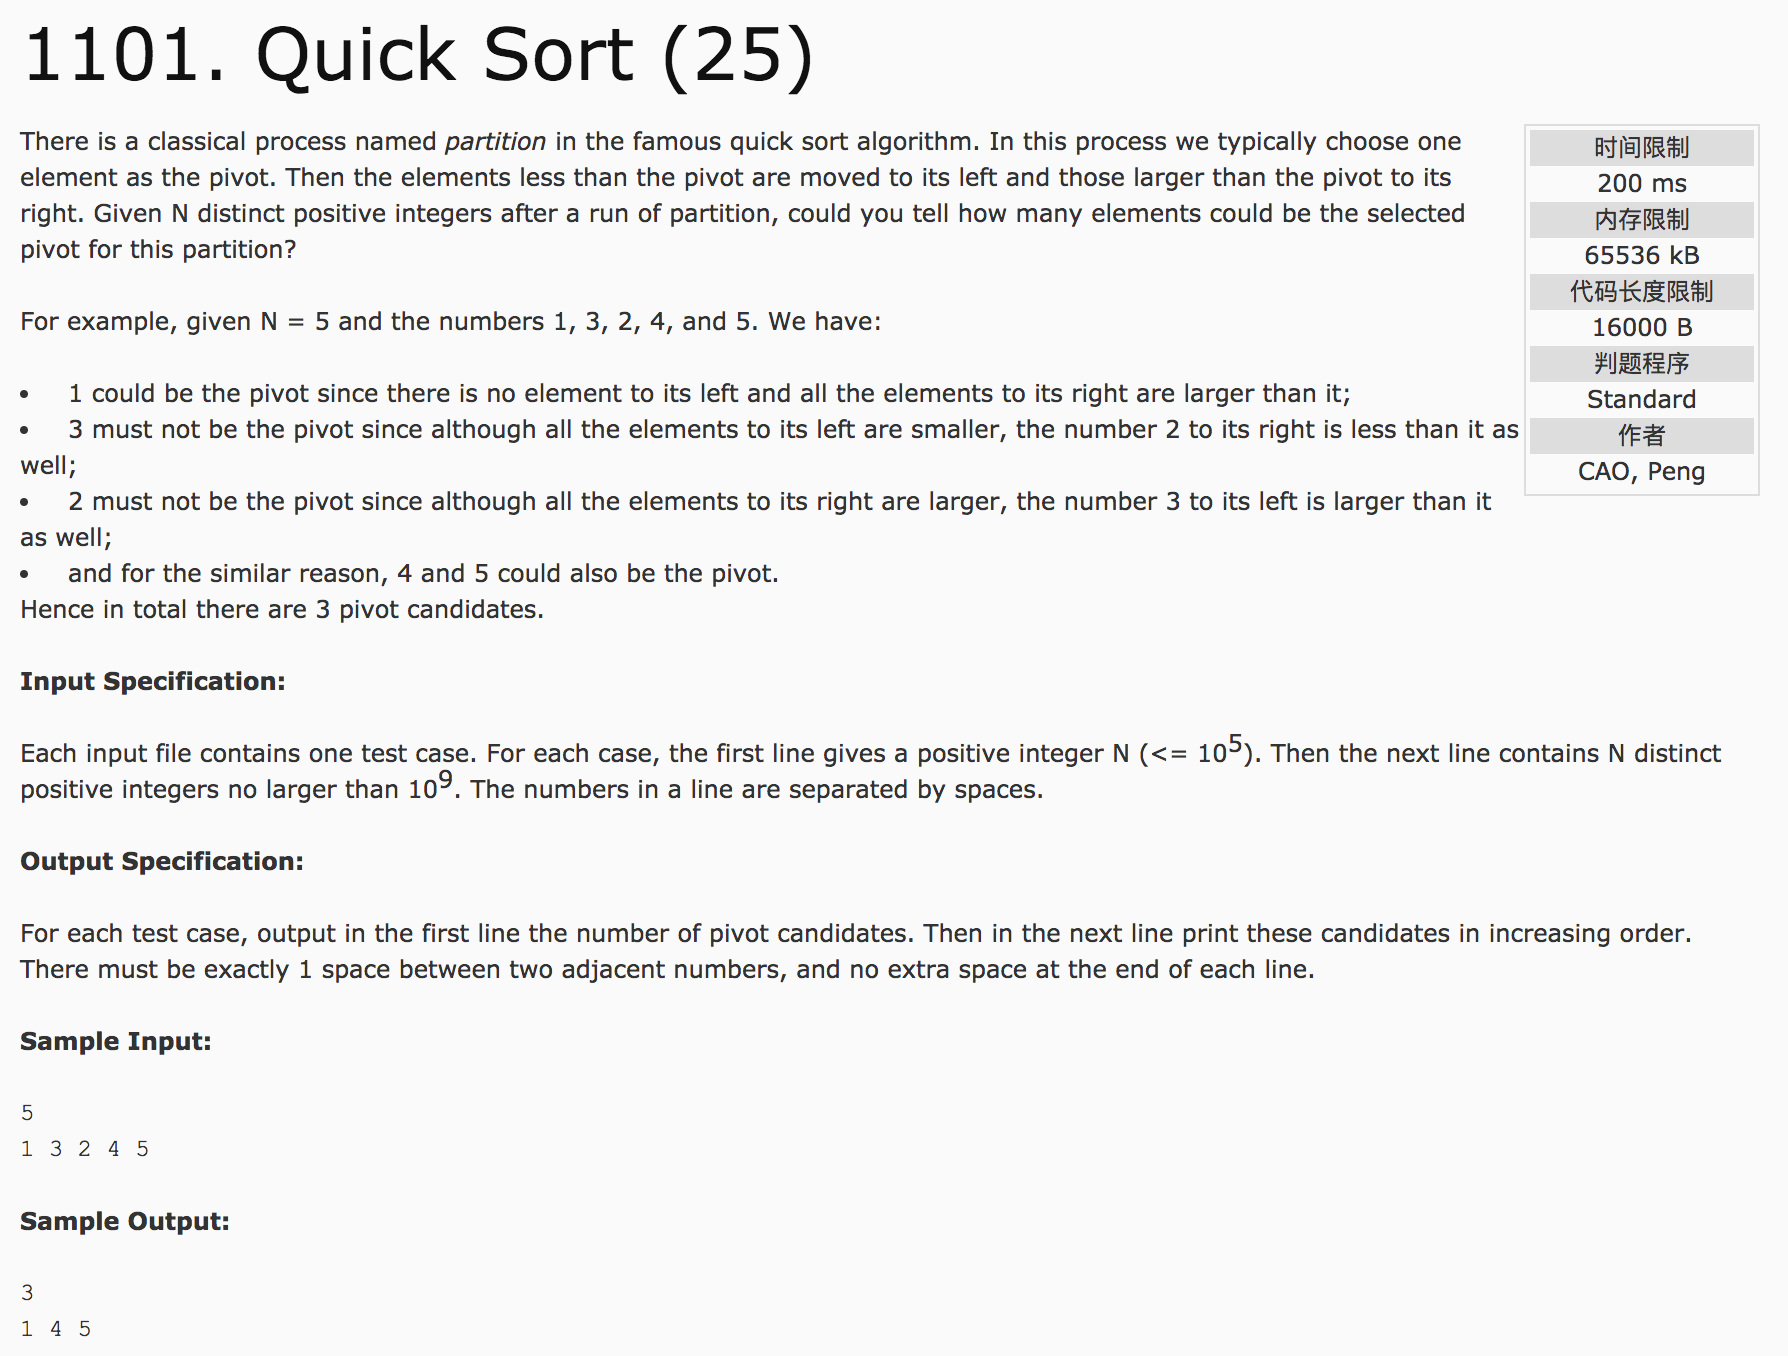 1101. Quick Sort (25)
There is a classical process named partition in the famous quick sort algorithm. In this process we typically choose one
element as the pivot. Then the elements less than the pivot are moved to its left and those larger than the pivot to its
right. Given N distinct positive integers after a run of partition, could you tell how many elements could be the selected
pivot for this partition?
时间限制
200 ms
内存限制
65536 kB
代码长度限制
16000 B
判题程序
Standard
作者
CAO, Peng
For example, given N = 5 and the numbers 1, 3, 2, 4, and 5. We have:
• 1 could be the pivot since there is no element to its left and all the elements to its right are larger than it;
• 3 must not be the pivot since although all the elements to its left are smaller, the number 2 to its right is less than it as
well;
• 2 must not be the pivot since although all the elements to its right are larger, the number 3 to its left is larger than it
as well;
• and for the similar reason, 4 and 5 could also be the pivot.
Hence in total there are 3 pivot candidates.
Input Specification:
Each input file contains one test case. For each case, the first line gives a positive integer N (<= 10^5). Then the next line contains N distinct
positive integers no larger than 10^9. The numbers in a line are separated by spaces.
Output Specification:
For each test case, output in the first line the number of pivot candidates. Then in the next line print these candidates in increasing order.
There must be exactly 1 space between two adjacent numbers, and no extra space at the end of each line.
Sample Input:
5
1 3 2 4 5
Sample Output:
3
1 4 5